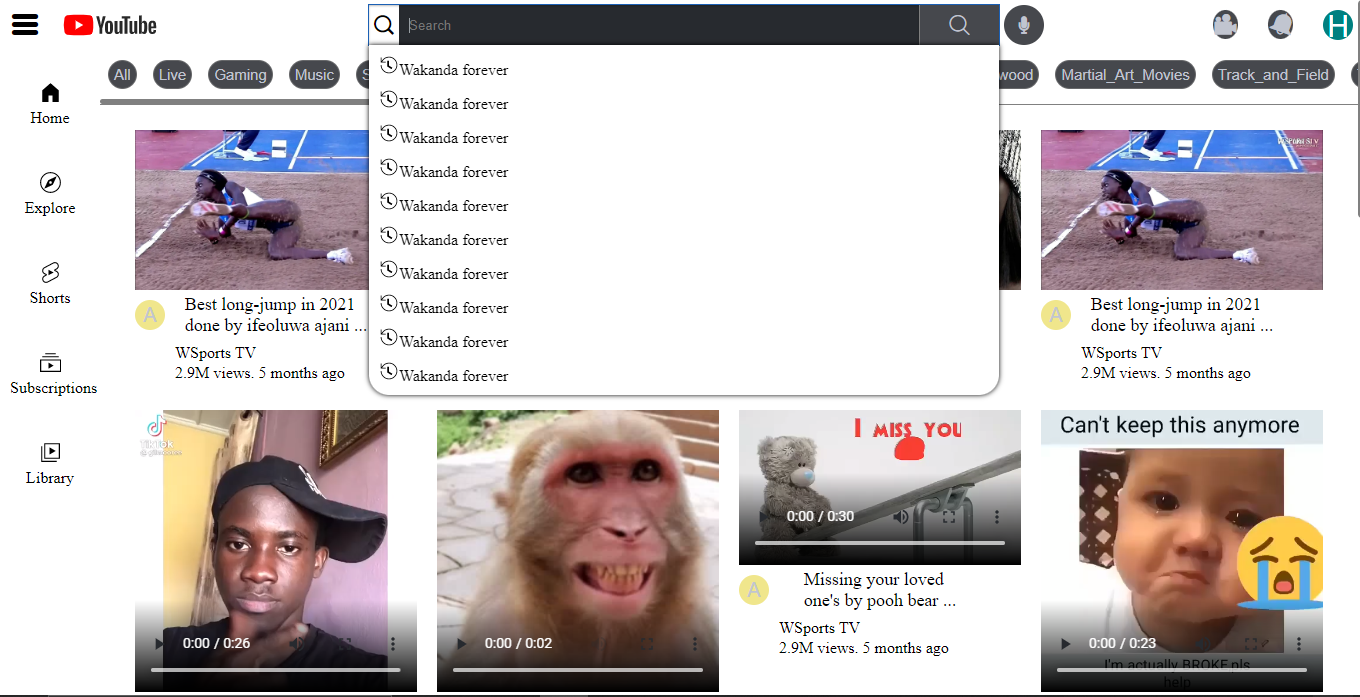 YouTube
Search
H
All
Live
Gaming
Music
wood
Martial_Art_Movies
Track_and_Field
Wakanda forever
Wakanda forever
Wakanda forever
Wakanda forever
Wakanda forever
Wakanda forever
Wakanda forever
Wakanda forever
Wakanda forever
Wakanda forever
Home
Explore
Shorts
Subscriptions
Library
A
Best long-jump in 2021
done by ifeoluwa ajani ...
WSports TV
2.9M views. 5 months ago
A
Best long-jump in 2021
done by ifeoluwa ajani ...
WSports TV
2.9M views. 5 months ago
TikTok
0:00 / 0:26
0:00 / 0:02
I MISS YOU
0:00 / 0:30
A
Missing your loved
one's by pooh bear ...
WSports TV
2.9M views. 5 months ago
Can't keep this anymore
0:00 / 0:23
I'm actually BROKE pls
help